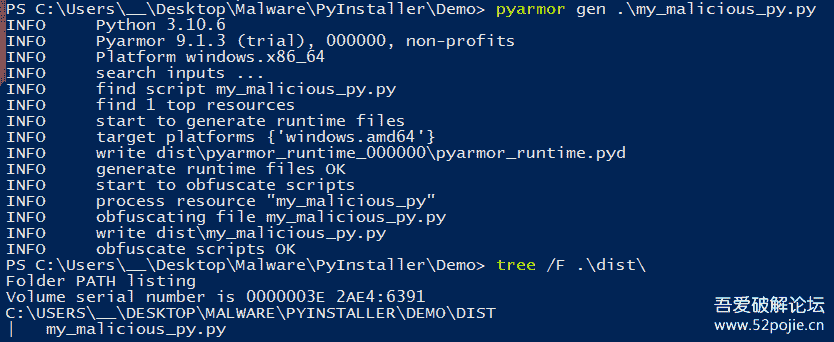 PS C:\Users\__\Desktop\Malware\PyInstaller\Demo> pyarmor gen .\my_malicious_py.py
INFO     Python 3.10.6
INFO     Pyarmor 9.1.3 (trial), 000000, non-profits
INFO     Platform windows.x86_64
INFO     search inputs ...
INFO     find script my_malicious_py.py
INFO     find 1 top resources
INFO     start to generate runtime files
INFO     target platforms {'windows.amd64'}
INFO     write dist\pyarmor_runtime_000000\pyarmor_runtime.pyd
INFO     generate runtime files OK
INFO     start to obfuscate scripts
INFO     process resource "my_malicious_py"
INFO     obfuscating file my_malicious_py.py
INFO     write dist\my_malicious_py.py
INFO     obfuscate scripts OK
PS C:\Users\__\Desktop\Malware\PyInstaller\Demo> tree /F .\dist\
Folder PATH listing
Volume serial number is 0000003E 2AE4:6391
C:\USERS\__\DESKTOP\MALWARE\PYINSTALLER\DEMO\DIST
|   my_malicious_py.py
吾爱破解论坛
www.52pojie.cn